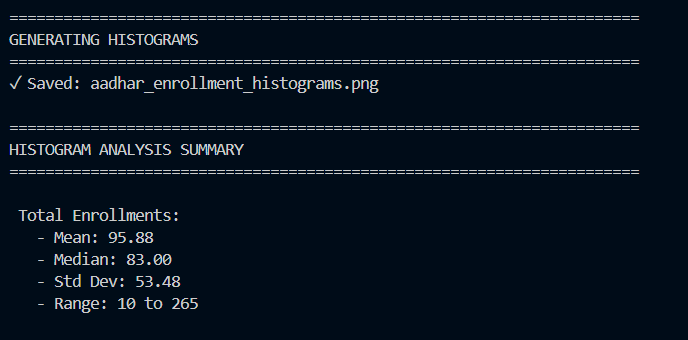 ======================================================================
GENERATING HISTOGRAMS
======================================================================
✓ Saved: aadhar_enrollment_histograms.png
======================================================================
HISTOGRAM ANALYSIS SUMMARY
======================================================================
Total Enrollments:
- Mean: 95.88
- Median: 83.00
- Std Dev: 53.48
- Range: 10 to 265